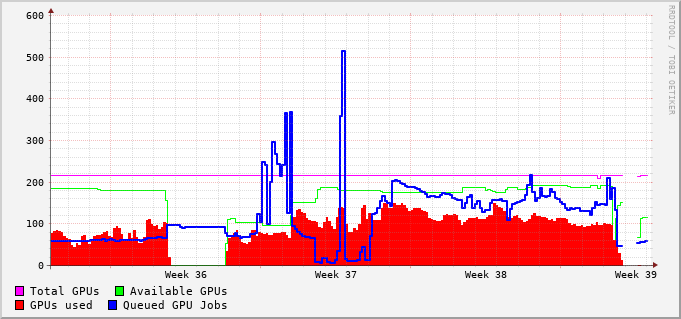 600
500
400
300
200
100
0
Week 36 Week 37 Week 38 Week 39
Total GPUs Available GPUs
GPUs used Queued GPU Jobs
RRDTOOL / TOBI OETIKER